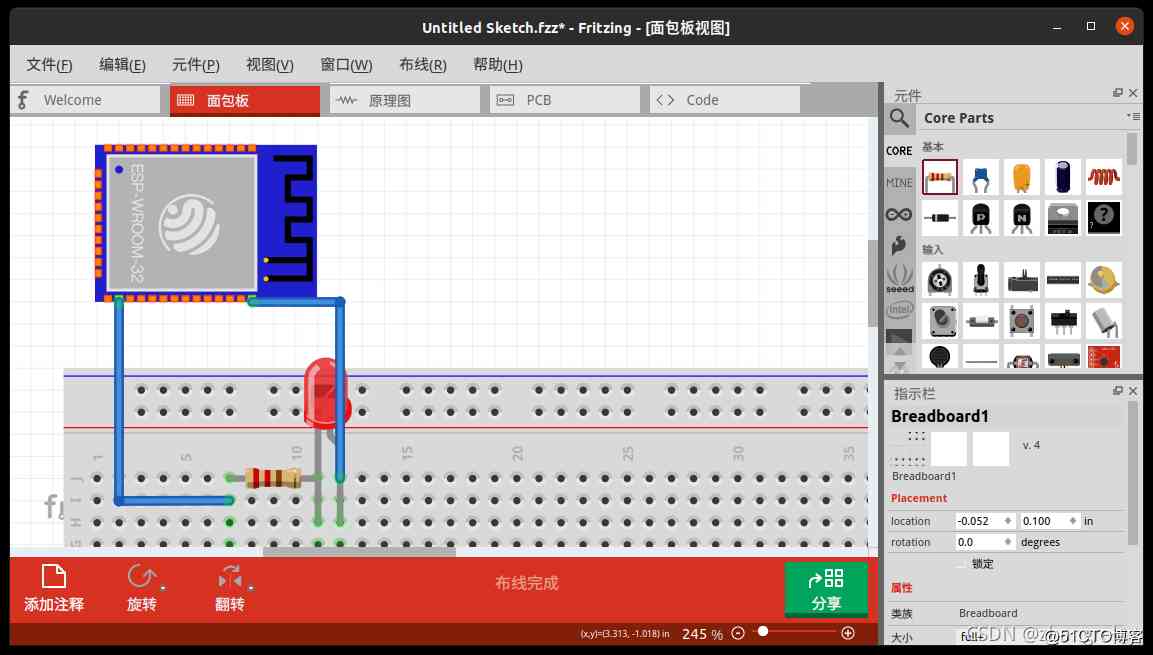 Untitled Sketch.fzz* - Fritzing - [面包板视图]
文件(F) 编辑(E) 元件(P) 视图(V) 窗口(W) 布线(R) 帮助(H)
Welcome 面包板 原理图 PCB Code
ESP-WROOM-32
1 5 10 15 20 25 30 35
J
I
H
G
添加注释 旋转 翻转
布线完成
分享
(x,y)=(3.313, -1.018) in 245 %
元件
Core Parts
CORE
MINE
seeed
intel
基本
P N ?
输入
指示栏
Breadboard1
v. 4
Breadboard1
Placement
location -0.052 0.100 in
rotation 0.0 degrees
锁定
属性
类族 Breadboard
大小 full+
CSDN
@51CTO博客